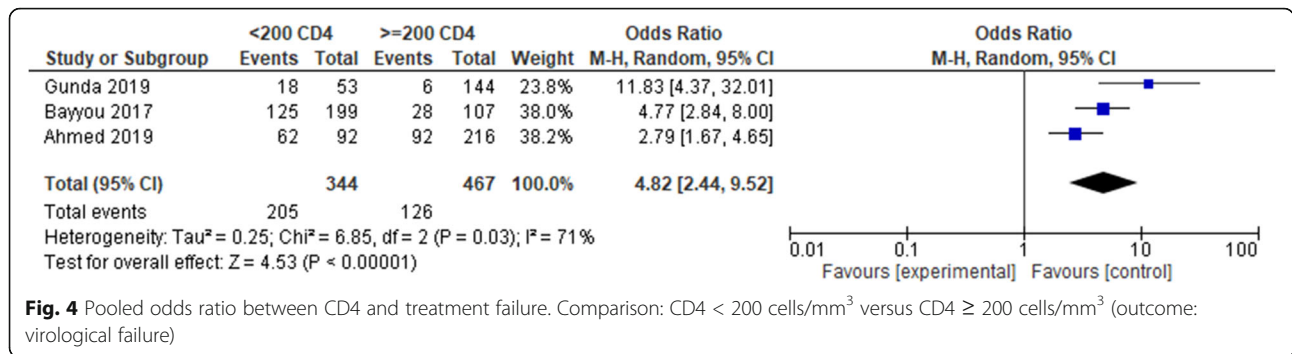 <200 CD4 >=200 CD4 Odds Ratio Odds Ratio
Study or Subgroup Events Total Events Total Weight M-H, Random, 95% CI M-H, Random, 95% CI
Gunda 2019 18 53 6 144 23.8% 11.83 [4.37, 32.01]
Bayyou 2017 125 199 28 107 38.0% 4.77 [2.84, 8.00]
Ahmed 2019 62 92 92 216 38.2% 2.79 [1.67, 4.65]
Total (95% CI) 344 467 100.0% 4.82 [2.44, 9.52]
Total events 205 126
Heterogeneity: Tau² = 0.25; Chi² = 6.85, df = 2 (P = 0.03); I² = 71%
Test for overall effect: Z = 4.53 (P < 0.00001)
0.01 0.1 1 10 100
Favours [experimental] Favours [control]
Fig. 4 Pooled odds ratio between CD4 and treatment failure. Comparison: CD4 < 200 cells/mm³ versus CD4 ≥ 200 cells/mm³ (outcome:
virological failure)